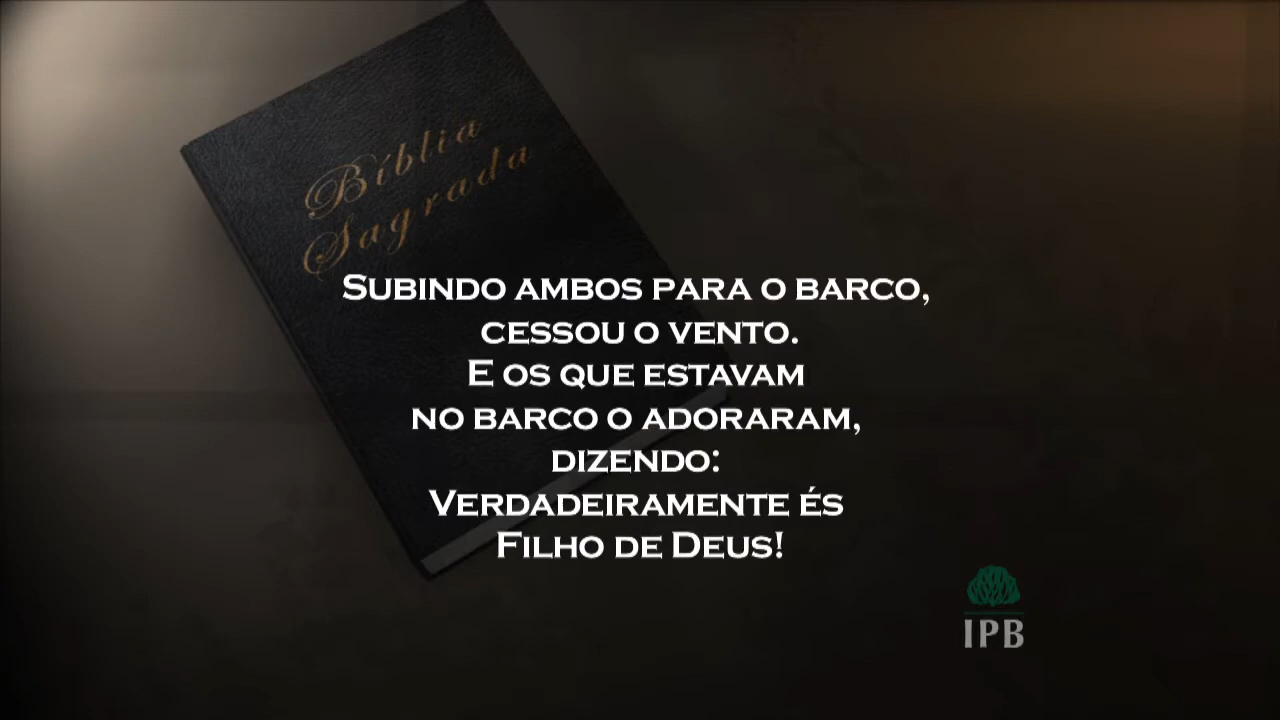 Bíblia
Sagrada
SUBINDO AMBOS PARA O BARCO,
CESSOU O VENTO.
E OS QUE ESTAVAM
NO BARCO O ADORARAM,
DIZENDO:
VERDADEIRAMENTE ÉS
FILHO DE DEUS!
IPB